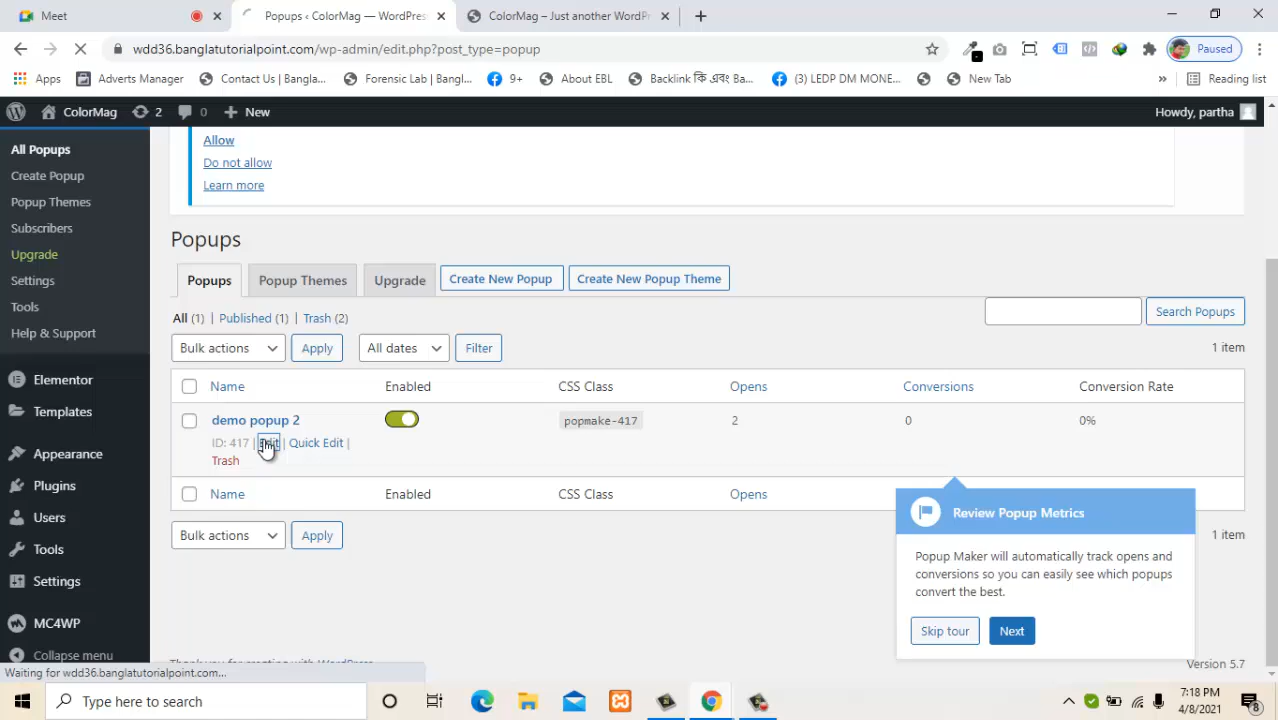 Meet
Popups ‹ ColorMag — WordPress
ColorMag – Just another WordPr
wdd36.banglatutorialpoint.com/wp-admin/edit.php?post_type=popup
Paused
Apps
Adverts Manager
Contact Us | Bangla...
Forensic Lab | Bangl...
9+
About EBL
Backlink কি এবং Ba...
(3) LEDP DM MONE...
New Tab
»
Reading list
ColorMag
2
0
New
Howdy, partha
All Popups
Create Popup
Popup Themes
Subscribers
Upgrade
Settings
Tools
Help & Support
Elementor
Templates
Appearance
Plugins
Users
Tools
Settings
MC4WP
Collapse menu
Allow
Do not allow
Learn more
Popups
Popups
Popup Themes
Upgrade
Create New Popup
Create New Popup Theme
All (1) | Published (1) | Trash (2)
Search Popups
Bulk actions
Apply
All dates
Filter
1 item
Name
Enabled
CSS Class
Opens
Conversions
Conversion Rate
demo popup 2
popmake-417
2
0
0%
ID: 417 | Edit | Quick Edit |
Trash
Name
Enabled
CSS Class
Opens
Bulk actions
Apply
1 item
Review Popup Metrics
Popup Maker will automatically track opens and
conversions so you can easily see which popups
convert the best.
Skip tour
Next
Version 5.7
Waiting for wdd36.banglatutorialpoint.com...
Type here to search
7:18 PM
4/8/2021
8